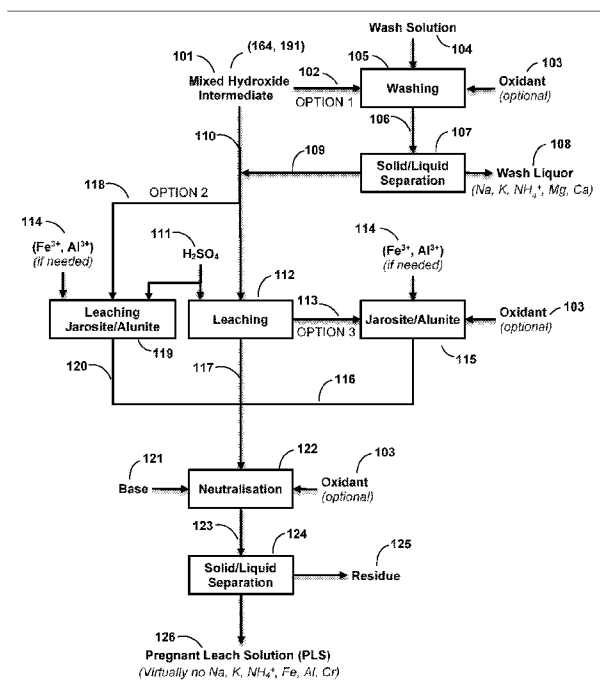 Wash Solution
104
(164, 191)
101
Mixed Hydroxide
Intermediate
102
OPTION 1
105
Washing
103
Oxidant
(optional)
106
107
110
109
Solid/Liquid
Separation
108
Wash Liquor
(Na, K, NH₄⁺, Mg, Ca)
118
OPTION 2
114
(Fe³⁺, Al³⁺)
(if needed)
111
H₂SO₄
114
(Fe³⁺, Al³⁺)
(if needed)
112
Leaching
Jarosite/Alunite
119
Leaching
113
OPTION 3
Jarosite/Alunite
115
103
Oxidant
(optional)
120
117
116
121
Base
122
Neutralisation
103
Oxidant
(optional)
123
124
Solid/Liquid
Separation
125
Residue
126
Pregnant Leach Solution (PLS)
(Virtually no Na, K, NH₄⁺, Fe, Al, Cr)